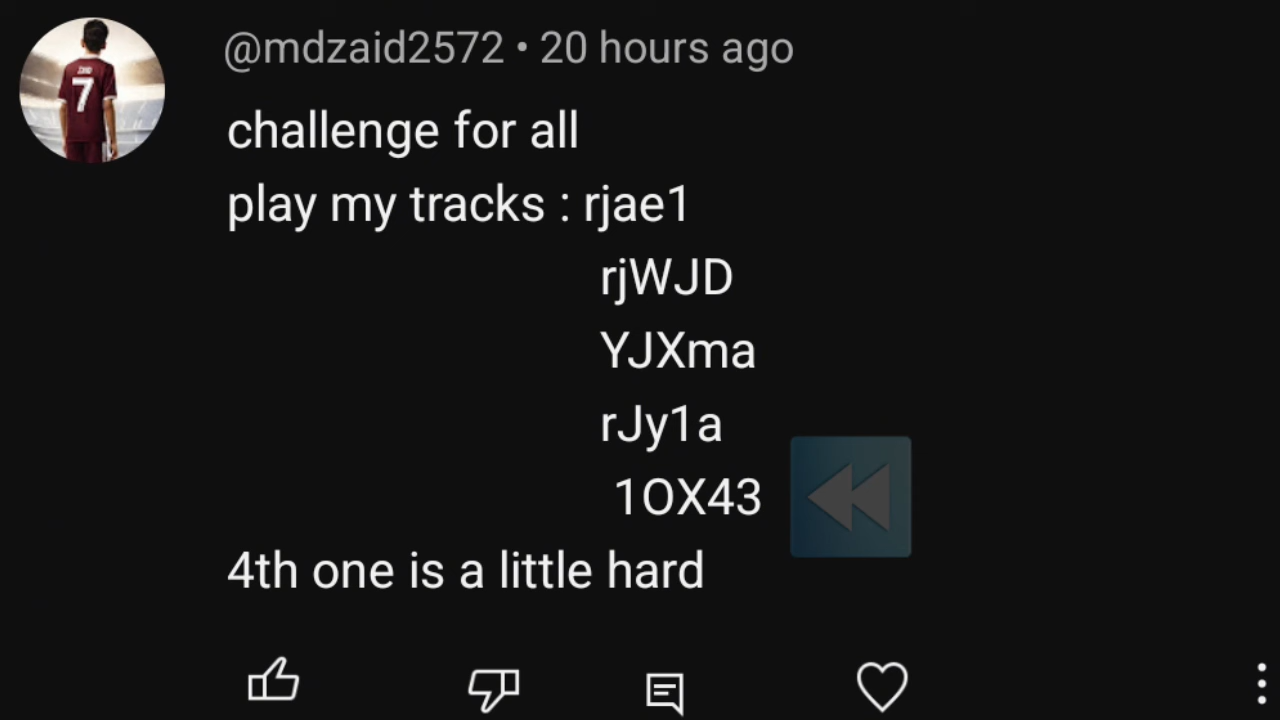 @mdzaid2572 • 20 hours ago
challenge for all
play my tracks : rjae1
rjWJD
YJXma
rJy1a
1OX43
4th one is a little hard
7